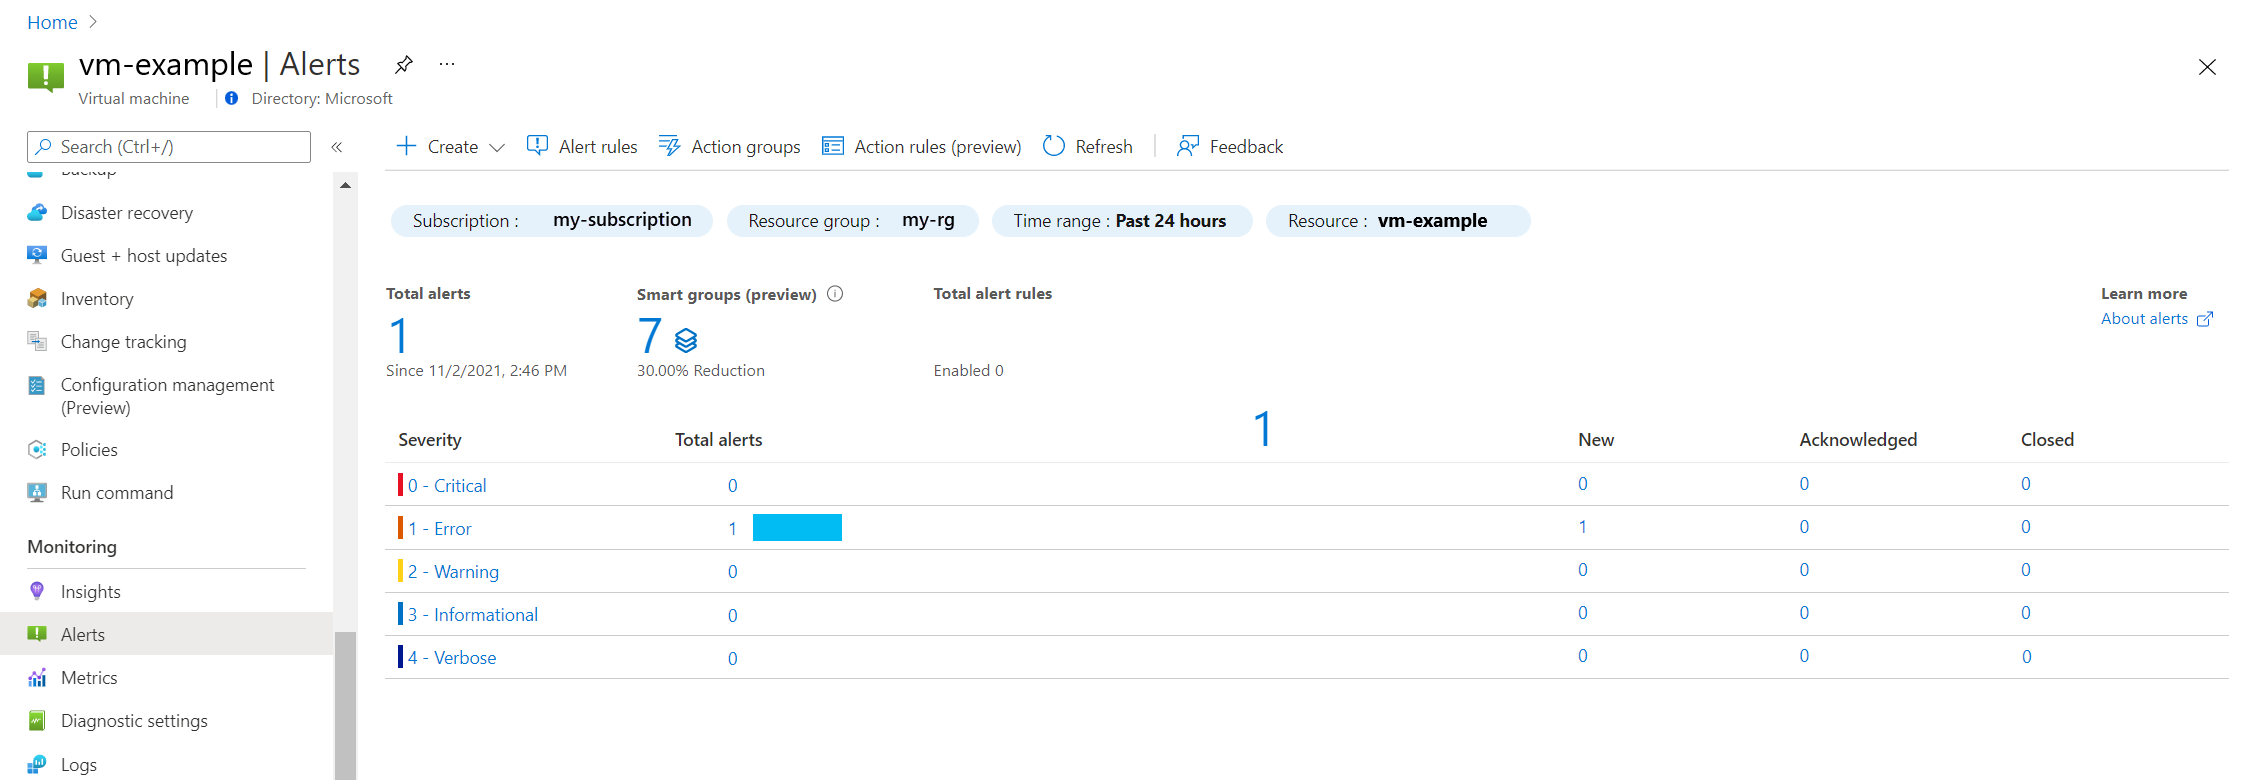 Home
vm-example | Alerts
Virtual machine
Directory: Microsoft
Search (Ctrl+/)
Backup
Disaster recovery
Guest + host updates
Inventory
Change tracking
Configuration management
(Preview)
Policies
Run command
Monitoring
Insights
Alerts
Metrics
Diagnostic settings
Logs
Create Alert rules Action groups Action rules (preview) Refresh Feedback
Subscription : my-subscription Resource group : my-rg Time range : Past 24 hours Resource : vm-example
Total alerts Smart groups (preview) Total alert rules Learn more
1 7 About alerts
Since 11/2/2021, 2:46 PM 30.00% Reduction Enabled 0
1
Severity Total alerts New Acknowledged Closed
0 - Critical 0 0 0 0
1 - Error 1 1 0 0
2 - Warning 0 0 0 0
3 - Informational 0 0 0 0
4 - Verbose 0 0 0 0